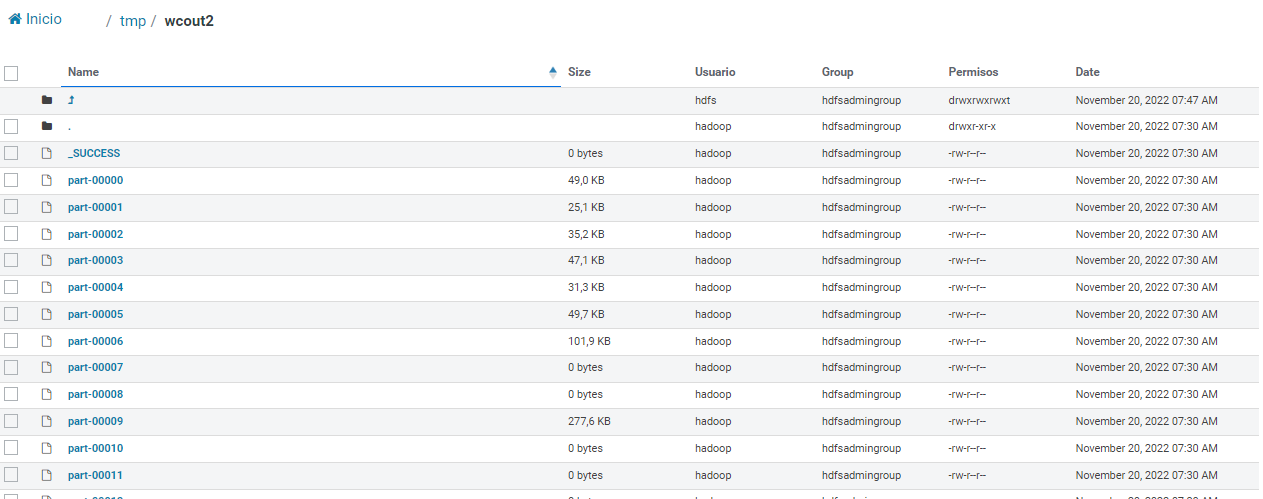 Inicio / tmp / wcout2
Name Size Usuario Group Permisos Date
hdfs hdfsadmingroup drwxrwxrwxt November 20, 2022 07:47 AM
. hadoop hdfsadmingroup drwxr-xr-x November 20, 2022 07:30 AM
_SUCCESS 0 bytes hadoop hdfsadmingroup -rw-r--r-- November 20, 2022 07:30 AM
part-00000 49,0 KB hadoop hdfsadmingroup -rw-r--r-- November 20, 2022 07:30 AM
part-00001 25,1 KB hadoop hdfsadmingroup -rw-r--r-- November 20, 2022 07:30 AM
part-00002 35,2 KB hadoop hdfsadmingroup -rw-r--r-- November 20, 2022 07:30 AM
part-00003 47,1 KB hadoop hdfsadmingroup -rw-r--r-- November 20, 2022 07:30 AM
part-00004 31,3 KB hadoop hdfsadmingroup -rw-r--r-- November 20, 2022 07:30 AM
part-00005 49,7 KB hadoop hdfsadmingroup -rw-r--r-- November 20, 2022 07:30 AM
part-00006 101,9 KB hadoop hdfsadmingroup -rw-r--r-- November 20, 2022 07:30 AM
part-00007 0 bytes hadoop hdfsadmingroup -rw-r--r-- November 20, 2022 07:30 AM
part-00008 0 bytes hadoop hdfsadmingroup -rw-r--r-- November 20, 2022 07:30 AM
part-00009 277,6 KB hadoop hdfsadmingroup -rw-r--r-- November 20, 2022 07:30 AM
part-00010 0 bytes hadoop hdfsadmingroup -rw-r--r-- November 20, 2022 07:30 AM
part-00011 0 bytes hadoop hdfsadmingroup -rw-r--r-- November 20, 2022 07:30 AM